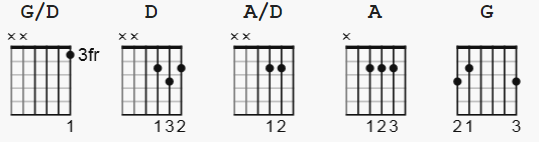 G/D D A/D A G
×× ×× ×× ×
3fr
1 132 12 123 21 3